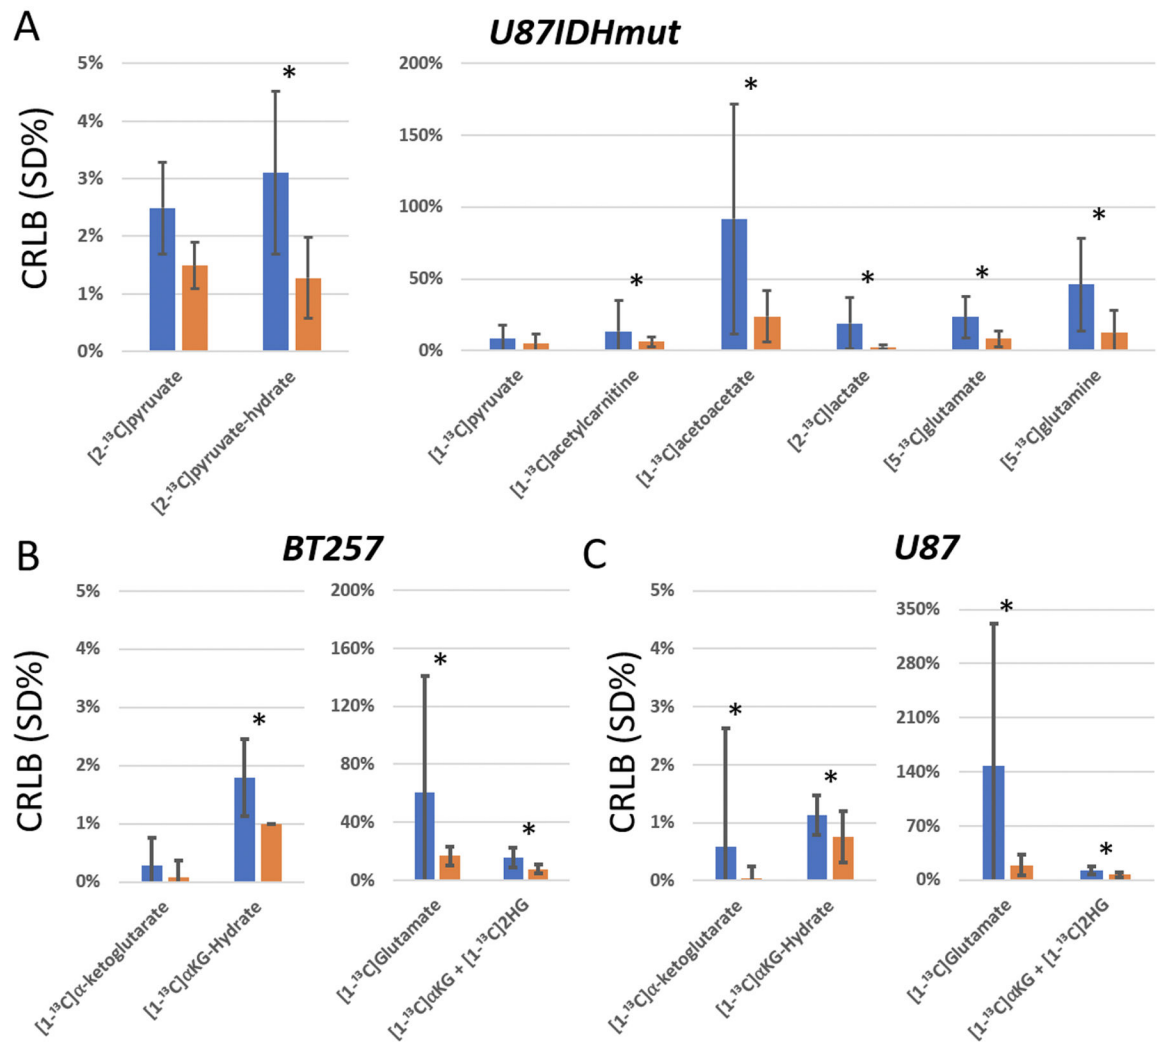 A
U87IDHmut
CRLB (SD%)
5%
4%
3%
2%
1%
0%
*
[2-¹³C]pyruvate
[2-¹³C]pyruvate-hydrate
200%
150%
100%
50%
0%
*
*
*
*
*
[1-¹³C]pyruvate
[1-¹³C]acetylcarnitine
[1-¹³C]acetoacetate
[2-¹³C]lactate
[5-¹³C]glutamate
[5-¹³C]glutamine
B
BT257
CRLB (SD%)
5%
4%
3%
2%
1%
0%
*
[1-¹³C]α-ketoglutarate
[1-¹³C]αKG-Hydrate
200%
160%
120%
80%
40%
0%
*
*
[1-¹³C]Glutamate
[1-¹³C]αKG + [1-¹³C]2HG
C
U87
CRLB (SD%)
5%
4%
3%
2%
1%
0%
*
*
[1-¹³C]α-ketoglutarate
[1-¹³C]αKG-Hydrate
350%
280%
210%
140%
70%
0%
*
*
[1-¹³C]Glutamate
[1-¹³C]αKG + [1-¹³C]2HG